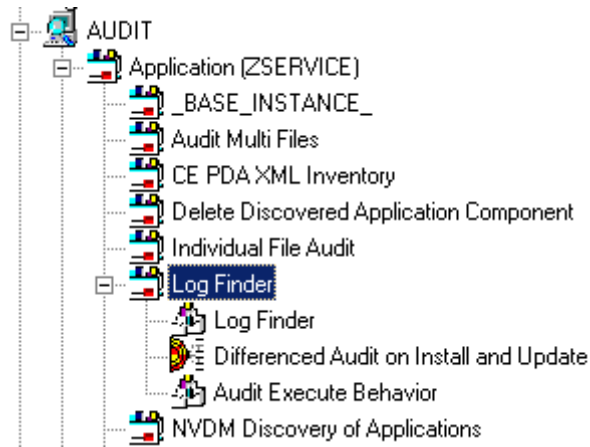 AUDIT
Application (ZSERVICE)
_BASE_INSTANCE_
Audit Multi Files
CE PDA XML Inventory
Delete Discovered Application Component
Individual File Audit
Log Finder
Log Finder
Differenced Audit on Install and Update
Audit Execute Behavior
NVDM Discovery of Applications